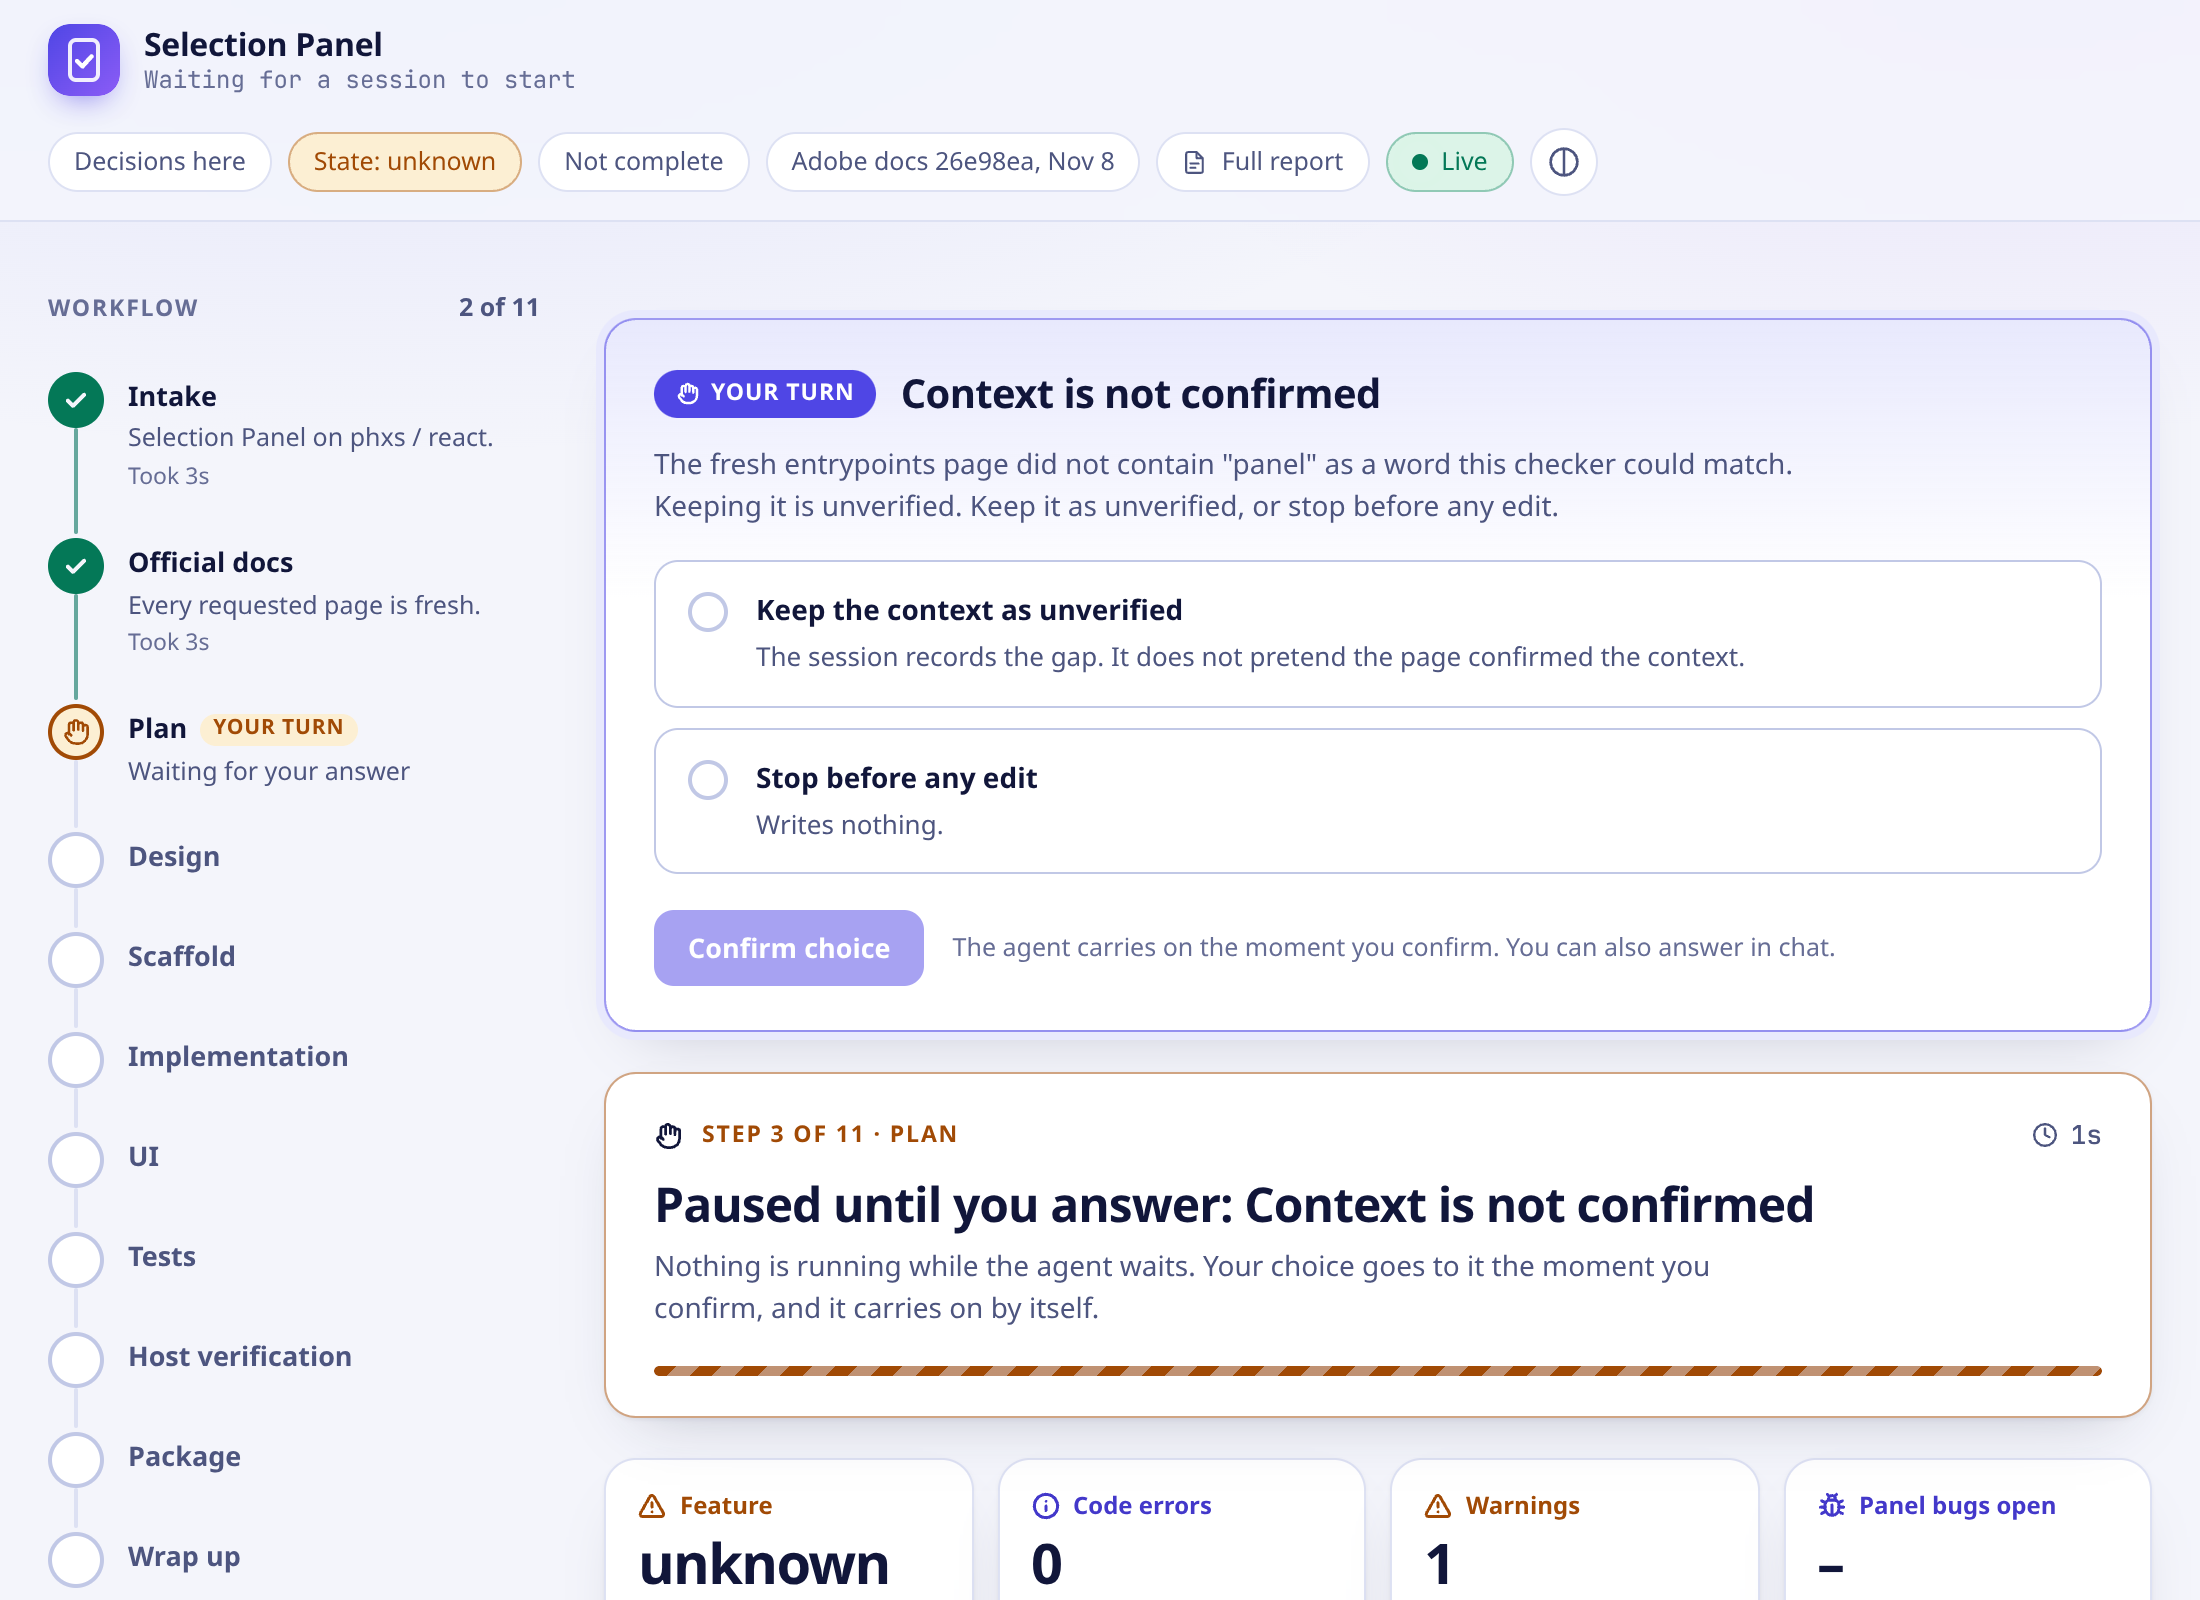 Selection Panel
Waiting for a session to start
Decisions here
State: unknown
Not complete
Adobe docs 26e98ea, Nov 8
Full report
Live
WORKFLOW
2 of 11
Intake
Selection Panel on phxs / react.
Took 3s
Official docs
Every requested page is fresh.
Took 3s
Plan YOUR TURN
Waiting for your answer
Design
Scaffold
Implementation
UI
Tests
Host verification
Package
Wrap up
YOUR TURN Context is not confirmed
The fresh entrypoints page did not contain "panel" as a word this checker could match.
Keeping it is unverified. Keep it as unverified, or stop before any edit.
Keep the context as unverified
The session records the gap. It does not pretend the page confirmed the context.
Stop before any edit
Writes nothing.
Confirm choice
The agent carries on the moment you confirm. You can also answer in chat.
STEP 3 OF 11 · PLAN
1s
Paused until you answer: Context is not confirmed
Nothing is running while the agent waits. Your choice goes to it the moment you
confirm, and it carries on by itself.
Feature
unknown
Code errors
0
Warnings
1
Panel bugs open
–